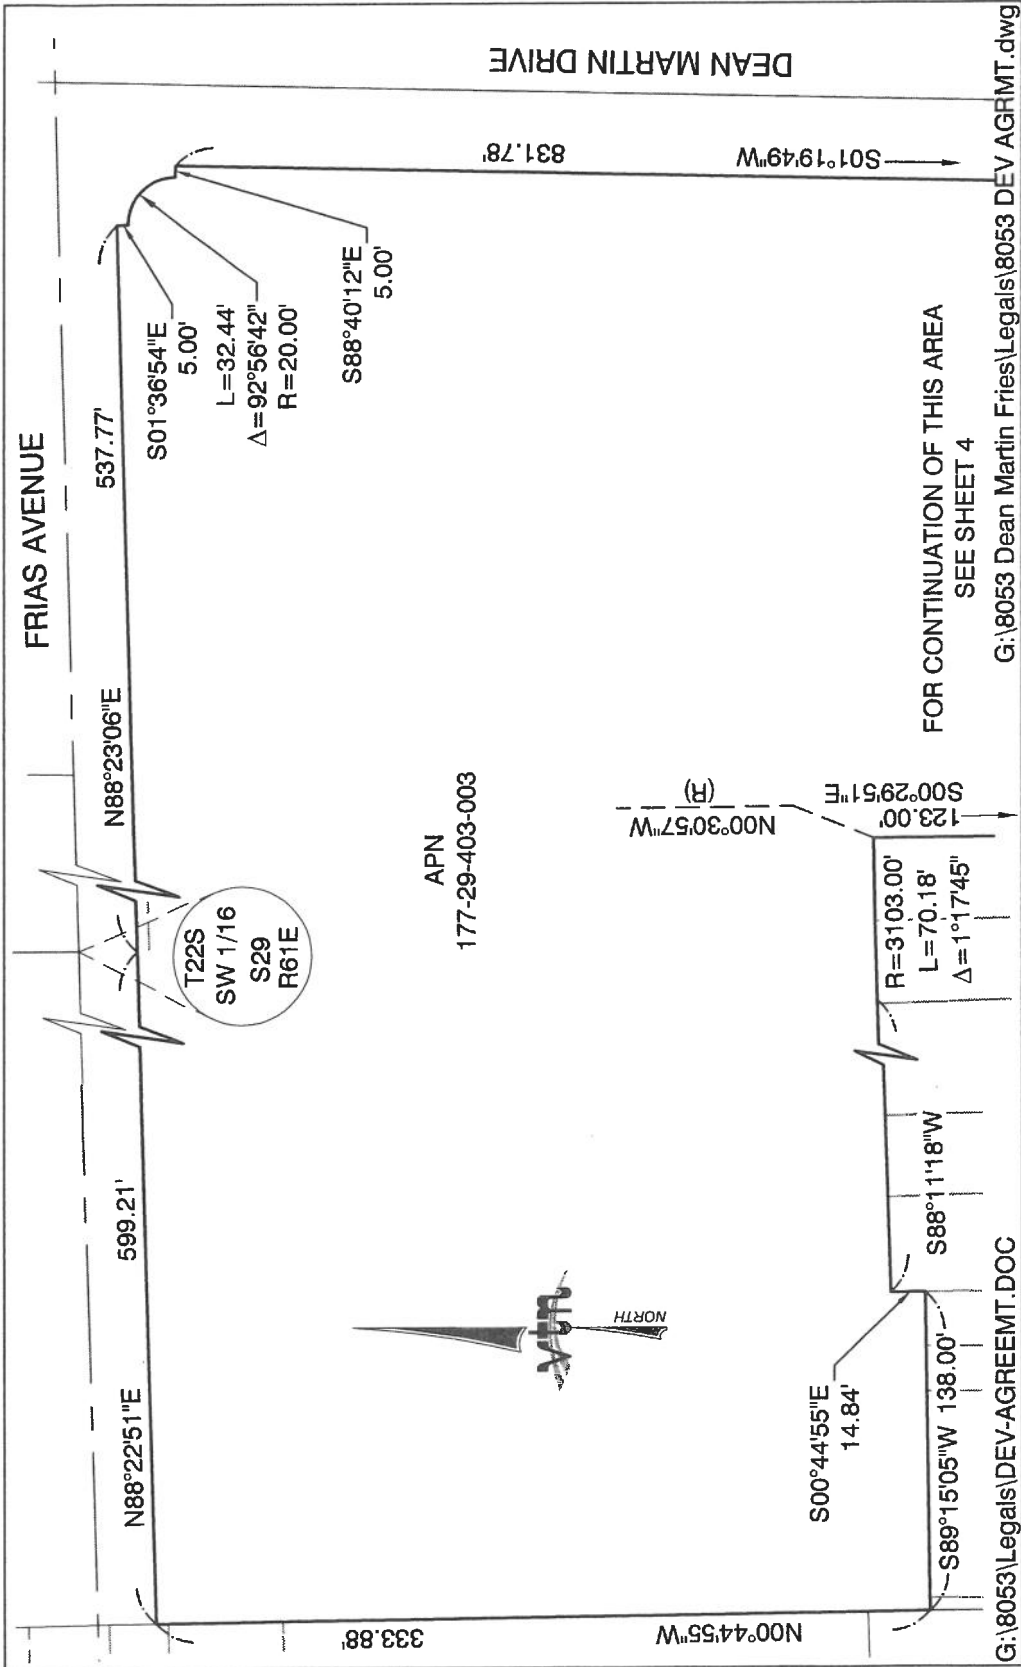 FRIAS AVENUE
DEAN MARTIN DRIVE
N88°22'51"E
599.21'
N88°23'06"E
537.77'
T22S
SW 1/16
S29
R61E
S01°36'54"E
5.00'
L=32.44'
Δ=92°56'42"
R=20.00'
S88°40'12"E
5.00'
831.78'
S01°19'49"W
APN
177-29-403-003
NORTH
333.88'
N00°44'55"W
S00°44'55"E
14.84'
S89°15'05"W 138.00'
S88°11'18"W
R=3103.00'
L=70.18'
Δ=1°17'45"
N00°30'57"W
(R)
123.00'
S00°29'51"E
FOR CONTINUATION OF THIS AREA
SEE SHEET 4
G:\8053\Legals\DEV-AGREEMT.DOC
G:\8053 Dean Martin Fries\Legals\8053 DEV AGRMT.dwg